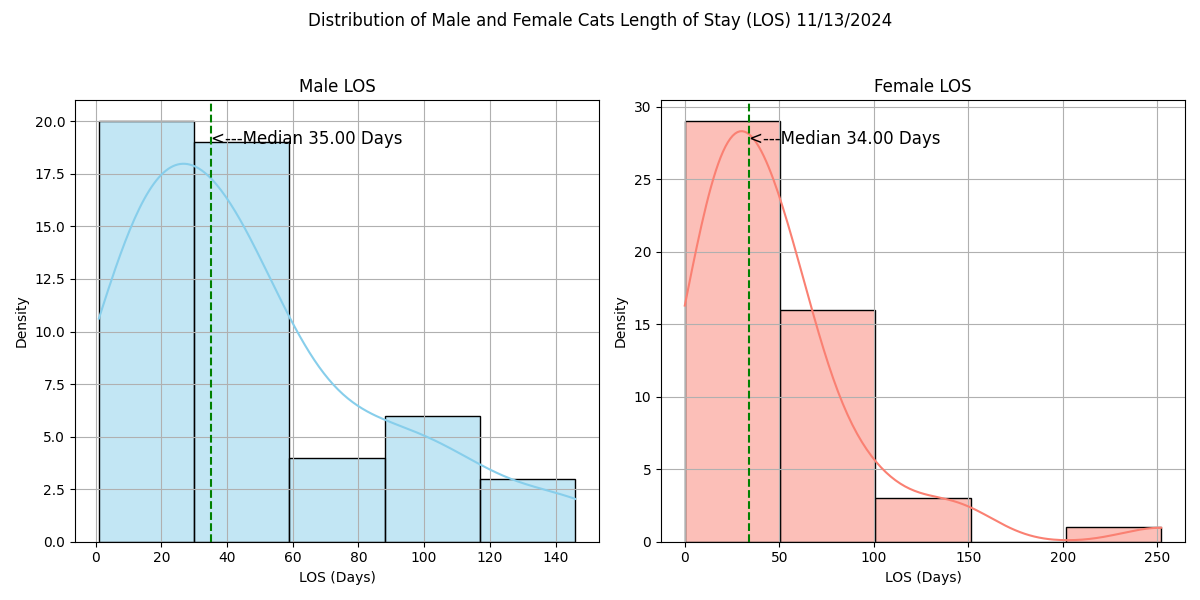 Distribution of Male and Female Cats Length of Stay (LOS) 11/13/2024
Male LOS
20.0
17.5
15.0
12.5
10.0
7.5
5.0
2.5
0.0
Density
<---Median 35.00 Days
0 20 40 60 80 100 120 140
LOS (Days)
Female LOS
30
25
20
15
10
5
0
Density
<---Median 34.00 Days
0 50 100 150 200 250
LOS (Days)